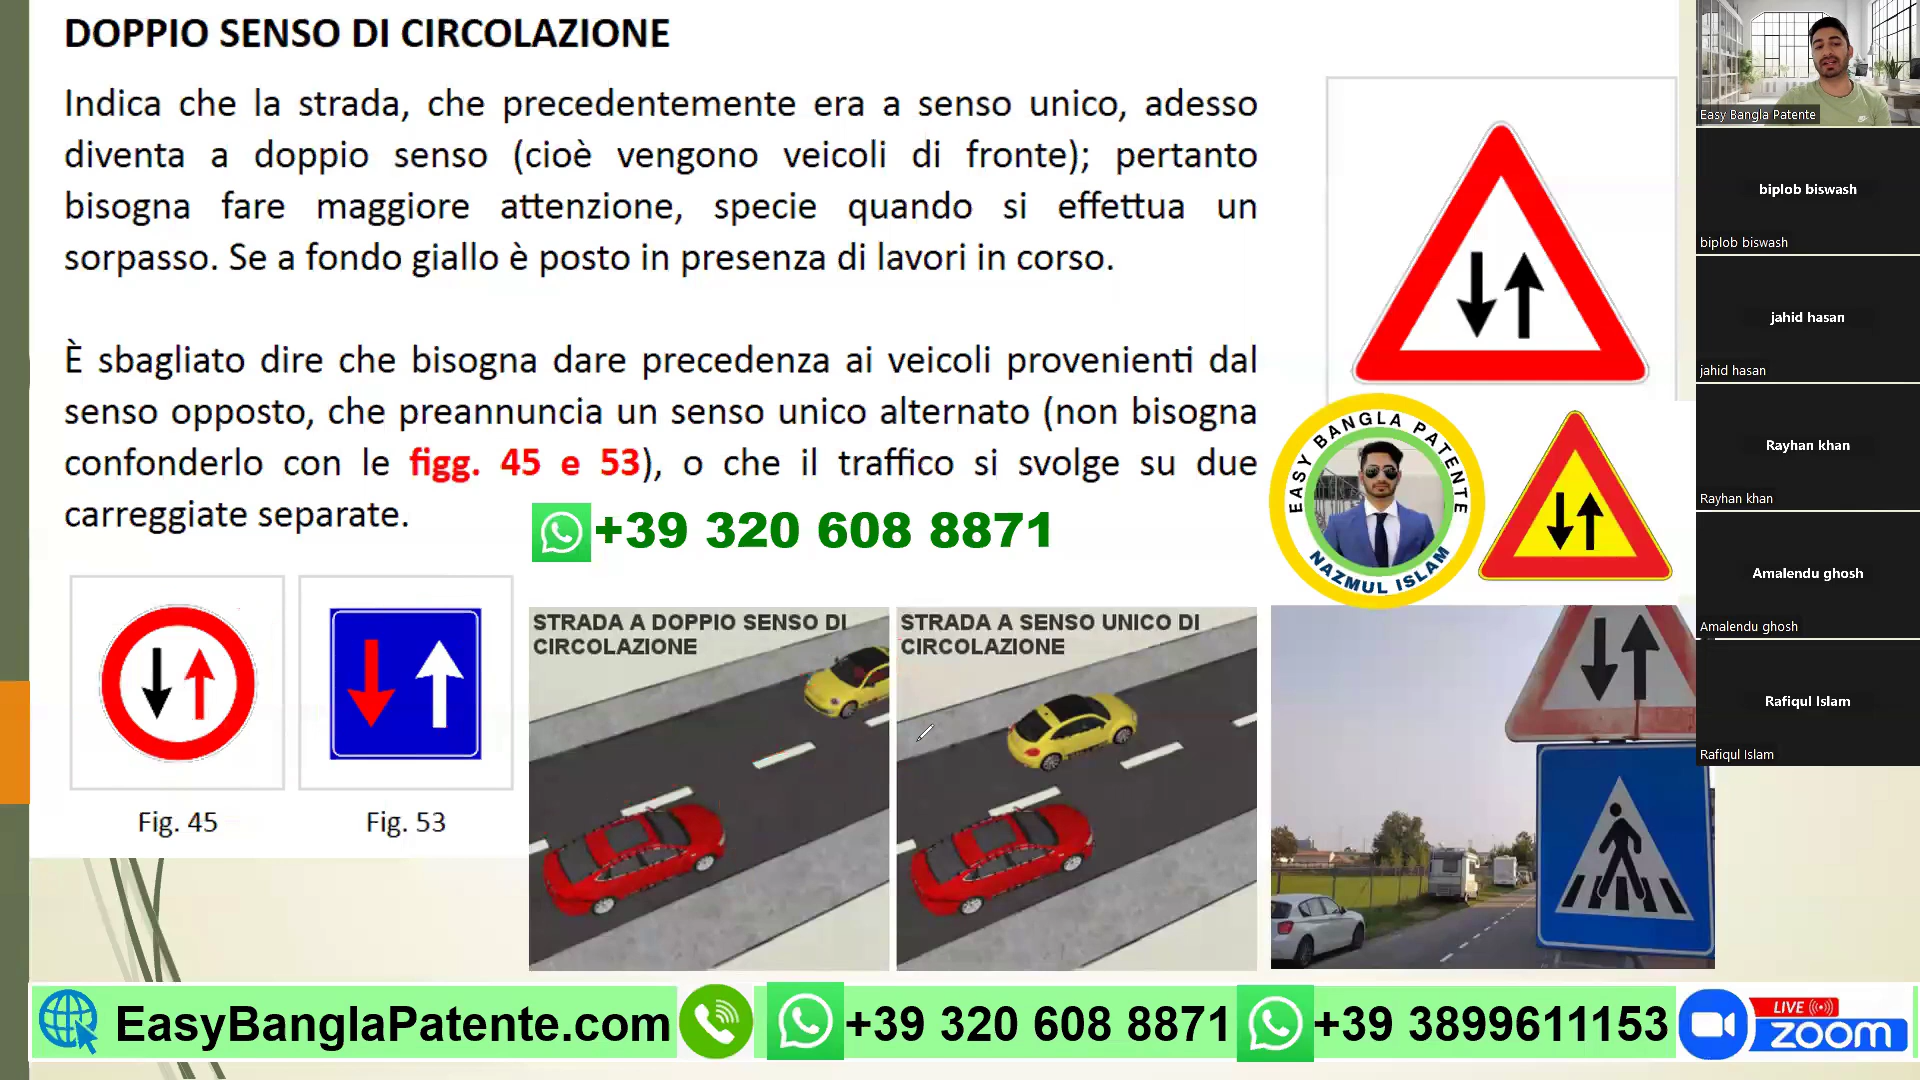 DOPPIO SENSO DI CIRCOLAZIONE
Indica che la strada, che precedentemente era a senso unico, adesso
diventa a doppio senso (cioè vengono veicoli di fronte); pertanto
bisogna fare maggiore attenzione, specie quando si effettua un
sorpasso. Se a fondo giallo è posto in presenza di lavori in corso.
È sbagliato dire che bisogna dare precedenza ai veicoli provenienti dal
senso opposto, che preannuncia un senso unico alternato (non bisogna
confonderlo con le figg. 45 e 53), o che il traffico si svolge su due
carreggiate separate.
+39 320 608 8871
EASY BANGLA PATENTE
NAZMUL ISLAM
Fig. 45
Fig. 53
STRADA A DOPPIO SENSO DI
CIRCOLAZIONE
STRADA A SENSO UNICO DI
CIRCOLAZIONE
Easy Bangla Patente
biplob biswash
biplob biswash
jahid hasan
jahid hasan
Rayhan khan
Rayhan khan
Amalendu ghosh
Amalendu ghosh
Rafiqul Islam
Rafiqul Islam
EasyBanglaPatente.com
+39 320 608 8871
+39 3899611153
LIVE
zoom